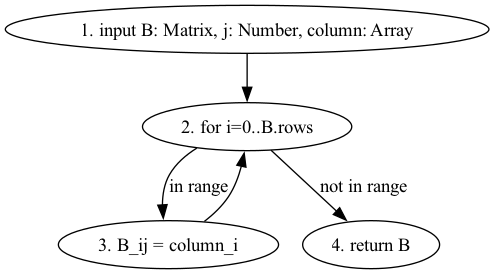 1. input B: Matrix, j: Number, column: Array
2. for i=0..B.rows
in range
not in range
3. B_ij = column_i
4. return B